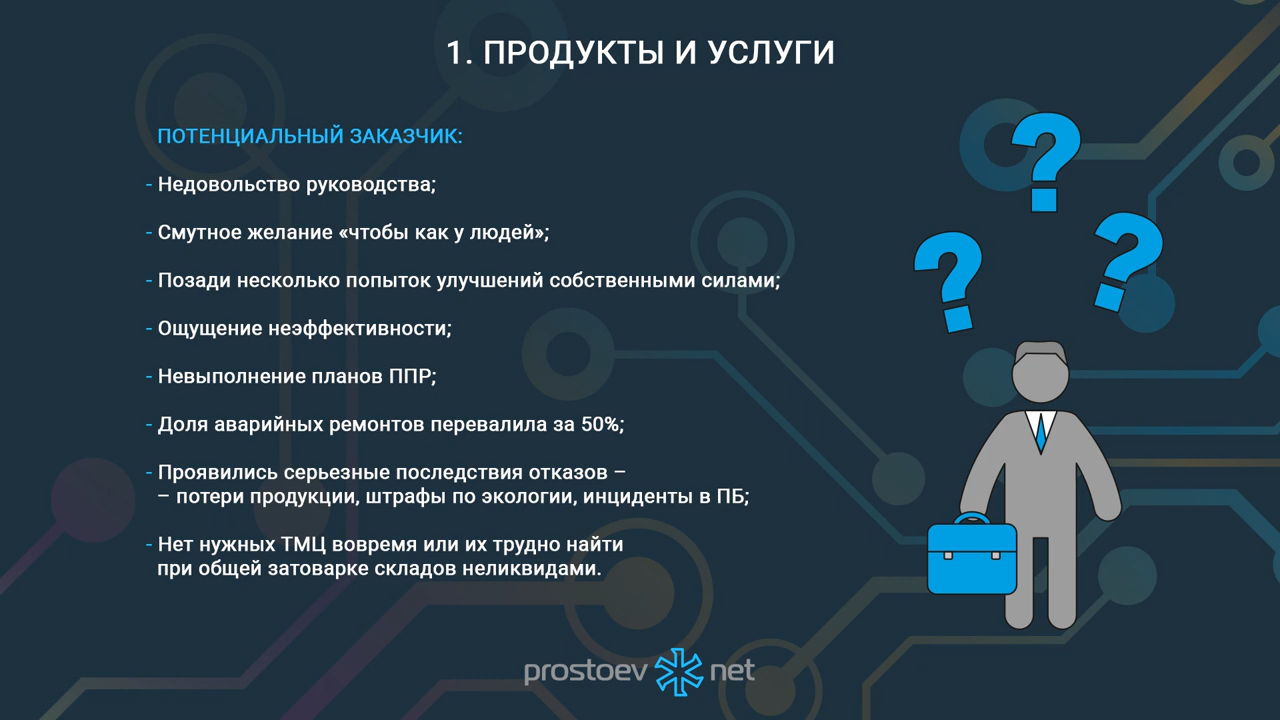 1. ПРОДУКТЫ И УСЛУГИ
ПОТЕНЦИАЛЬНЫЙ ЗАКАЗЧИК:
- Недовольство руководства;
- Смутное желание «чтобы как у людей»;
- Позади несколько попыток улучшений собственными силами;
- Ощущение неэффективности;
- Невыполнение планов ППР;
- Доля аварийных ремонтов перевалила за 50%;
- Проявились серьезные последствия отказов –
– потери продукции, штрафы по экологии, инциденты в ПБ;
- Нет нужных ТМЦ вовремя или их трудно найти
при общей затоварке складов неликвидами.
prostoev net